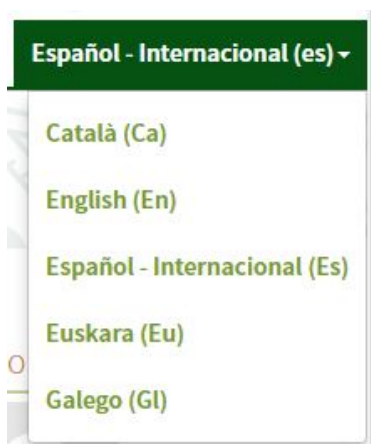 Español - Internacional (es)
Català (Ca)
English (En)
Español - Internacional (Es)
Euskara (Eu)
O
Galego (Gl)